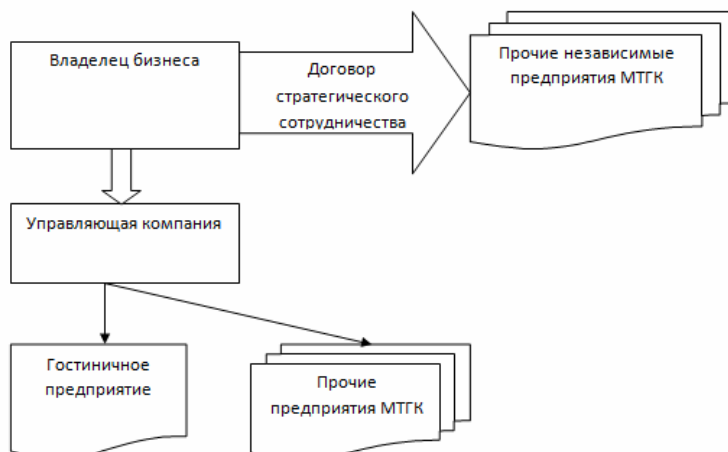 Владелец бизнеса
Договор
стратегического
сотрудничества
Прочие независимые
предприятия МТГК
Управляющая компания
Гостиничное
предприятие
Прочие
предприятия МТГК